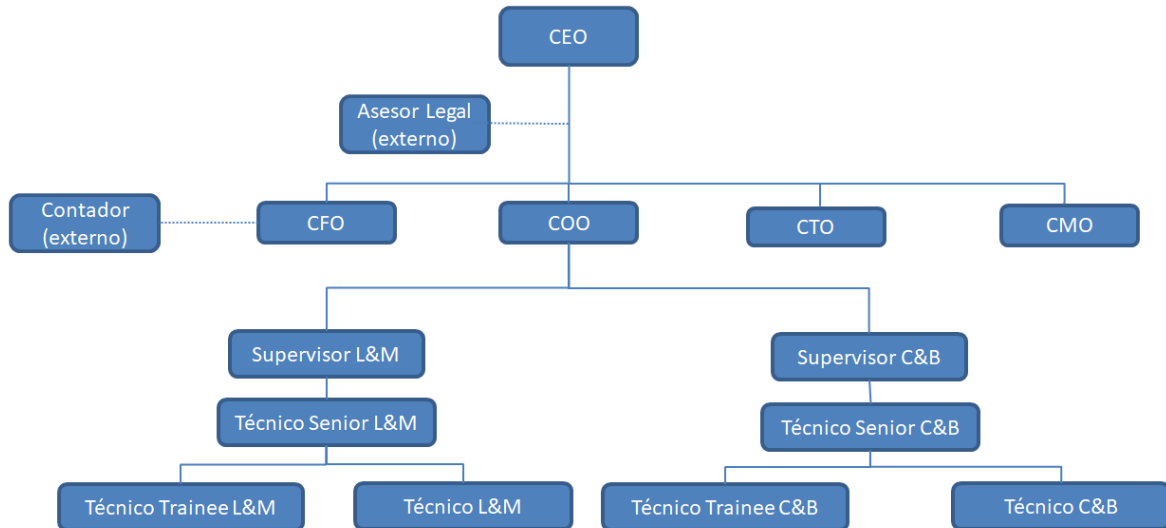 CEO
Asesor Legal
(externo)
Contador
(externo)
CFO
COO
CTO
CMO
Supervisor L&M
Supervisor C&B
Técnico Senior L&M
Técnico Senior C&B
Técnico Trainee L&M
Técnico L&M
Técnico Trainee C&B
Técnico C&B